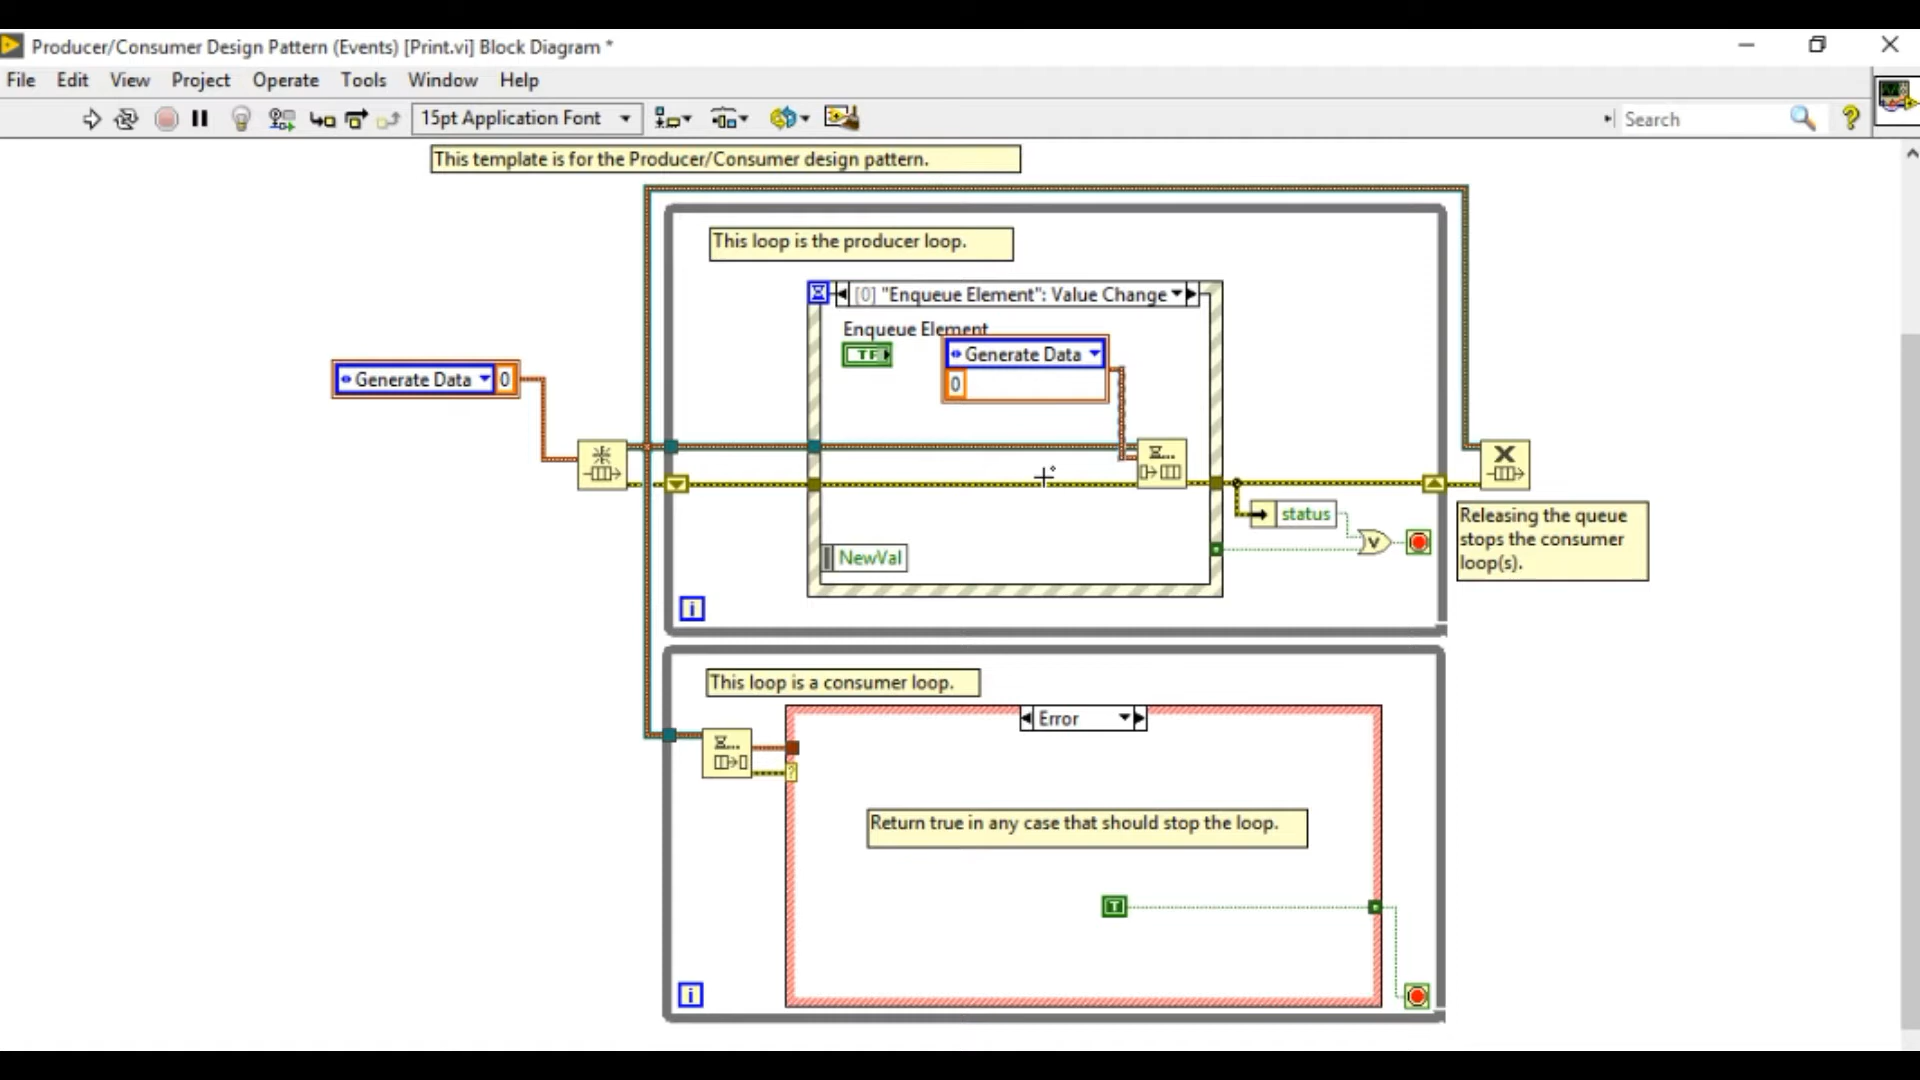 Producer/Consumer Design Pattern (Events) [Print.vi] Block Diagram *
File Edit View Project Operate Tools Window Help
15pt Application Font
Search
?
This template is for the Producer/Consumer design pattern.
This loop is the producer loop.
[0] "Enqueue Element": Value Change
Enqueue Element
TF
Generate Data
0
Generate Data 0
status
V
NewVal
Releasing the queue
stops the consumer
loop(s).
i
This loop is a consumer loop.
Error
?
Return true in any case that should stop the loop.
T
i